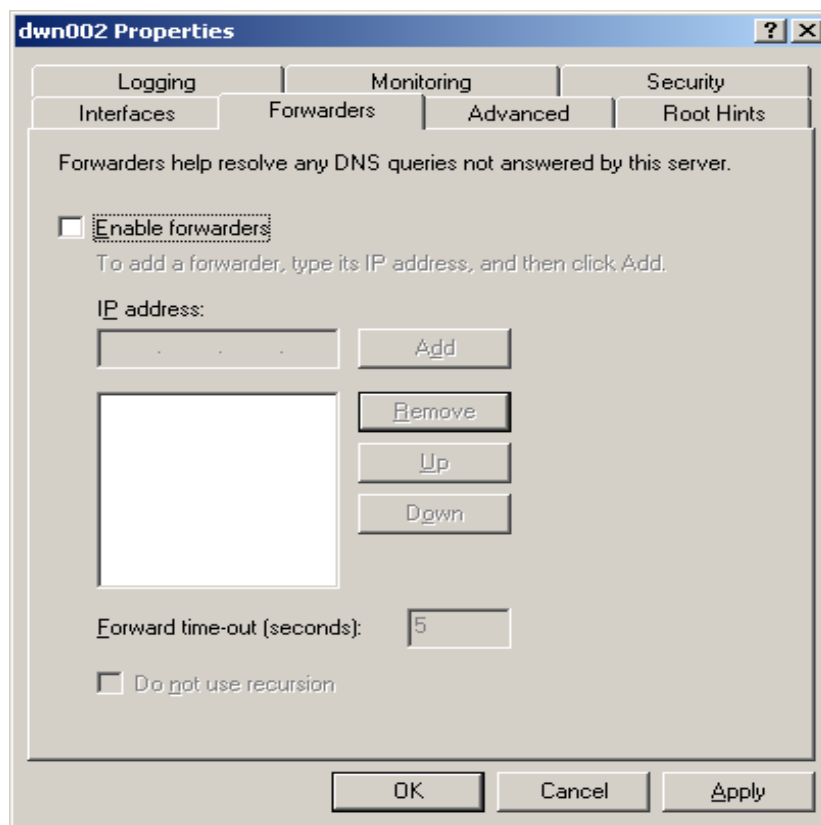 dwn002 Properties
Logging Monitoring Security
Interfaces Forwarders Advanced Root Hints
Forwarders help resolve any DNS queries not answered by this server.
Enable forwarders
To add a forwarder, type its IP address, and then click Add.
IP address:
. . . Add
Remove
Up
Down
Forward time-out (seconds): 5
Do not use recursion
OK Cancel Apply